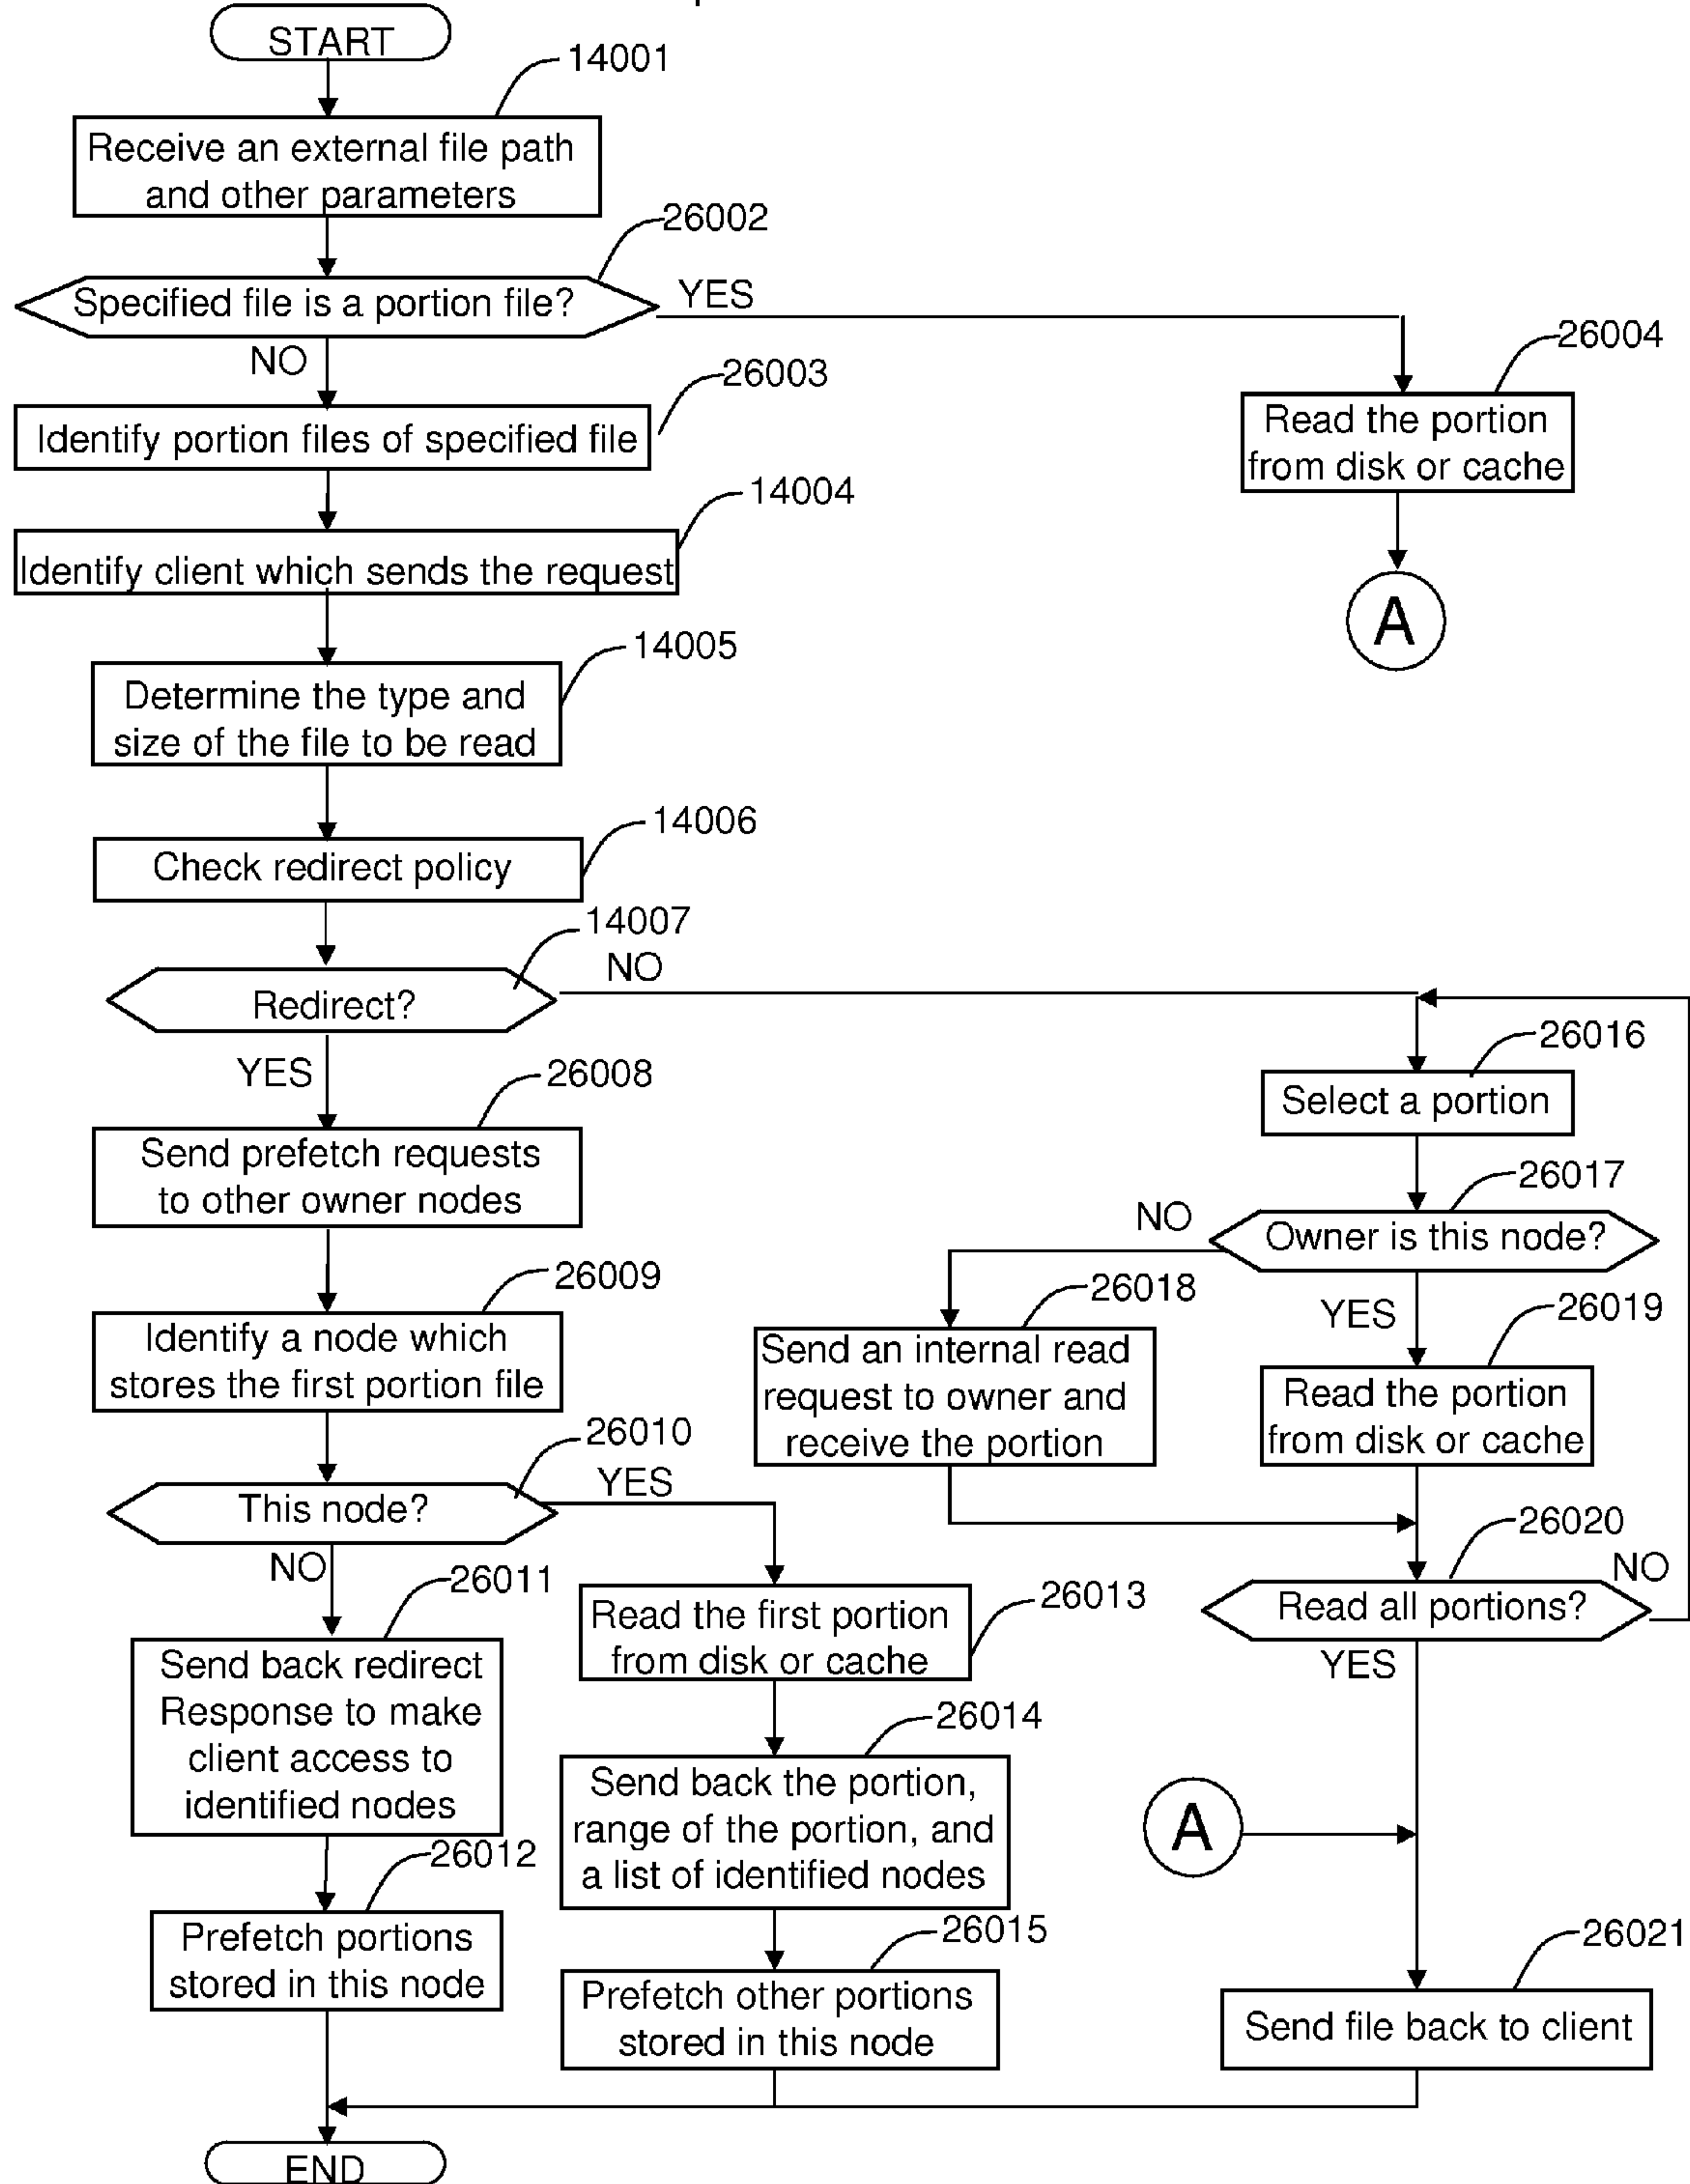 START
14001
Receive an external file path
and other parameters
26002
Specified file is a portion file?
YES
NO
26004
Read the portion
from disk or cache
A
26003
Identify portion files of specified file
14004
Identify client which sends the request
14005
Determine the type and
size of the file to be read
14006
Check redirect policy
14007
Redirect?
NO
YES
26008
Send prefetch requests
to other owner nodes
26009
Identify a node which
stores the first portion file
26010
This node?
YES
NO
26011
Send back redirect
Response to make
client access to
identified nodes
26012
Prefetch portions
stored in this node
26013
Read the first portion
from disk or cache
26014
Send back the portion,
range of the portion, and
a list of identified nodes
26015
Prefetch other portions
stored in this node
26016
Select a portion
26017
Owner is this node?
NO
YES
26018
Send an internal read
request to owner and
receive the portion
26019
Read the portion
from disk or cache
26020
Read all portions?
NO
YES
A
26021
Send file back to client
END